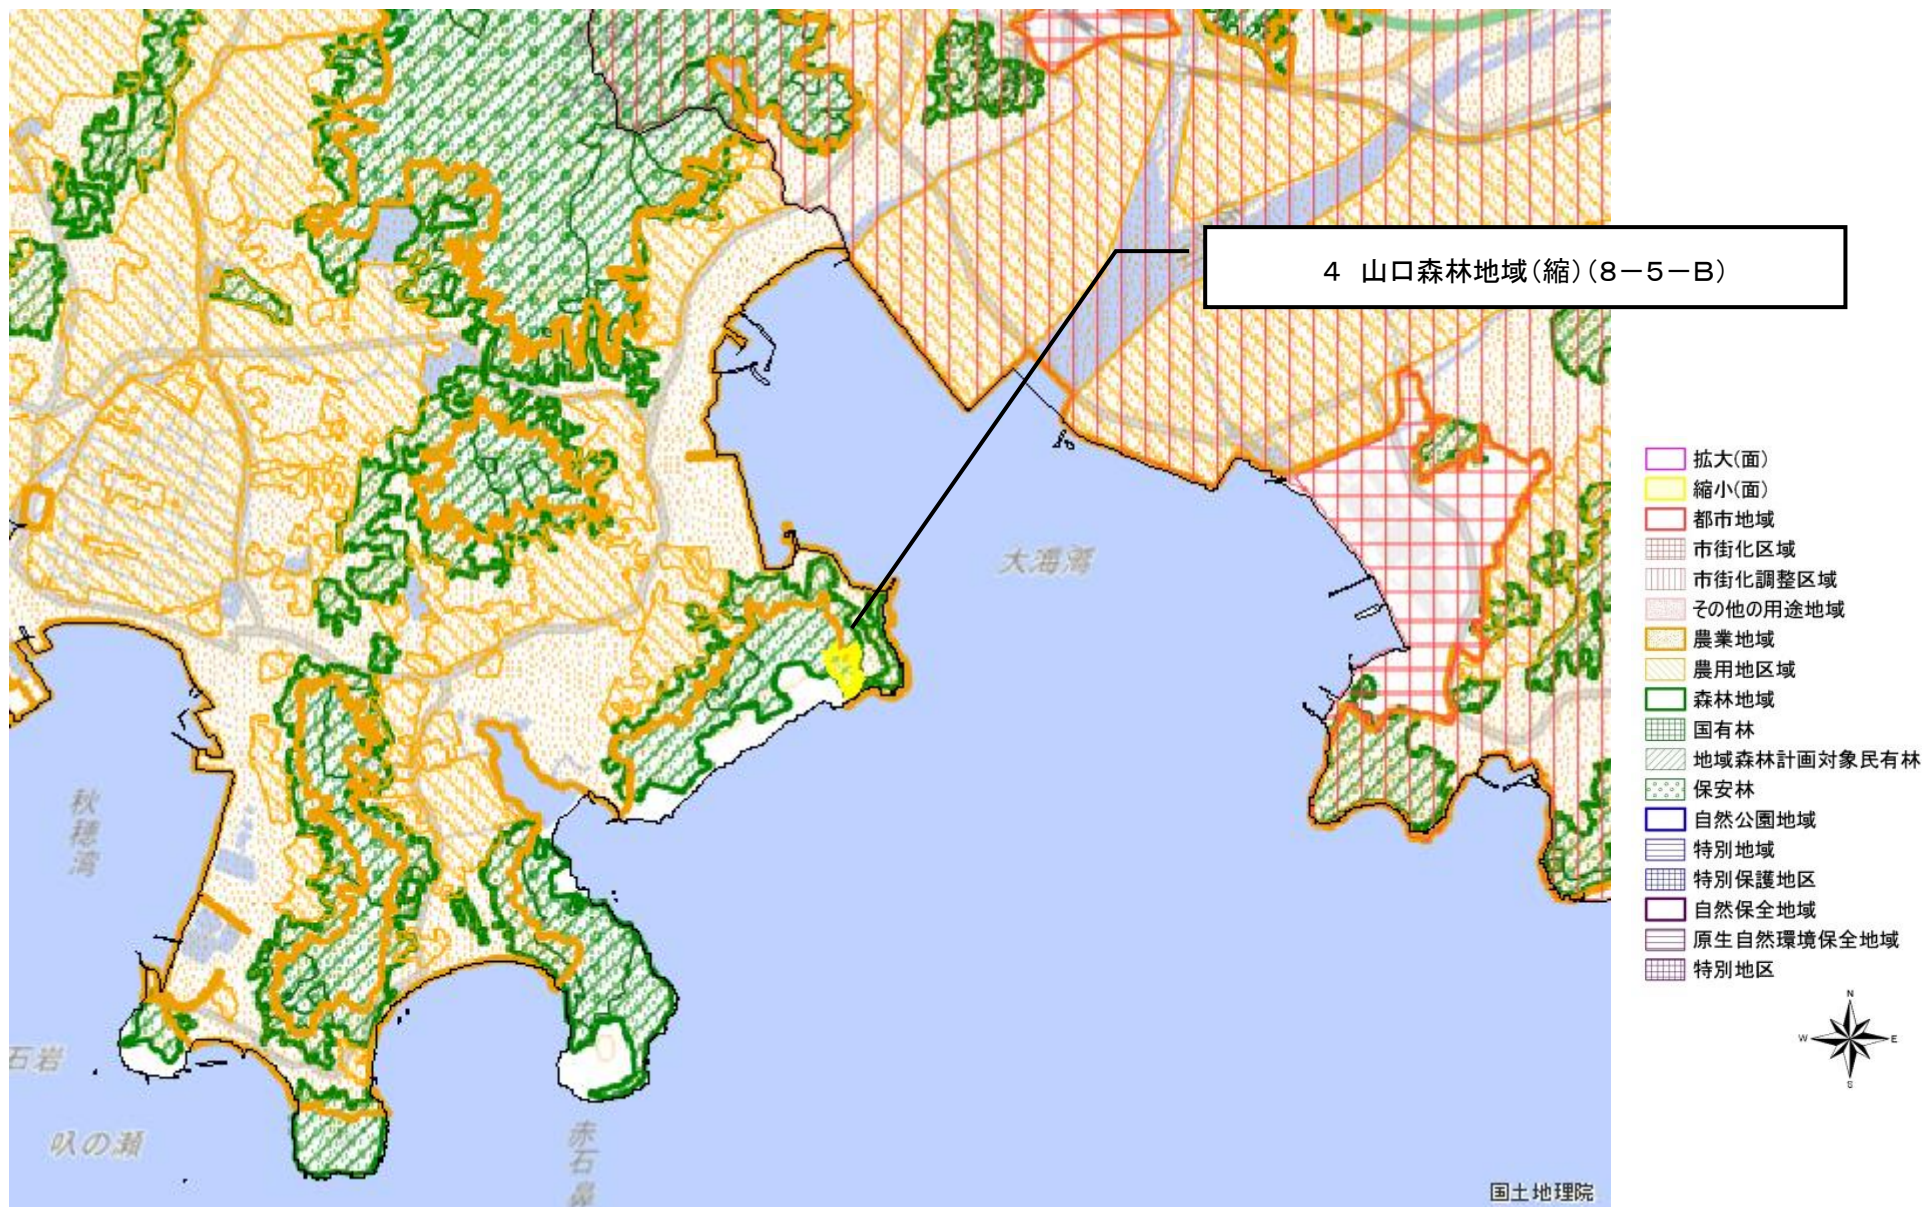 4 山口森林地域(縮)(8－5－B)
大海湾
秋穂湾
石岩
赤石鼻
国土地理院
拡大(面)
縮小(面)
都市地域
市街化区域
市街化調整区域
その他の用途地域
農業地域
農用地区域
森林地域
国有林
地域森林計画対象民有林
保安林
自然公園地域
特別地域
特別保護地区
自然保全地域
原生自然環境保全地域
特別地区
N
W E
S